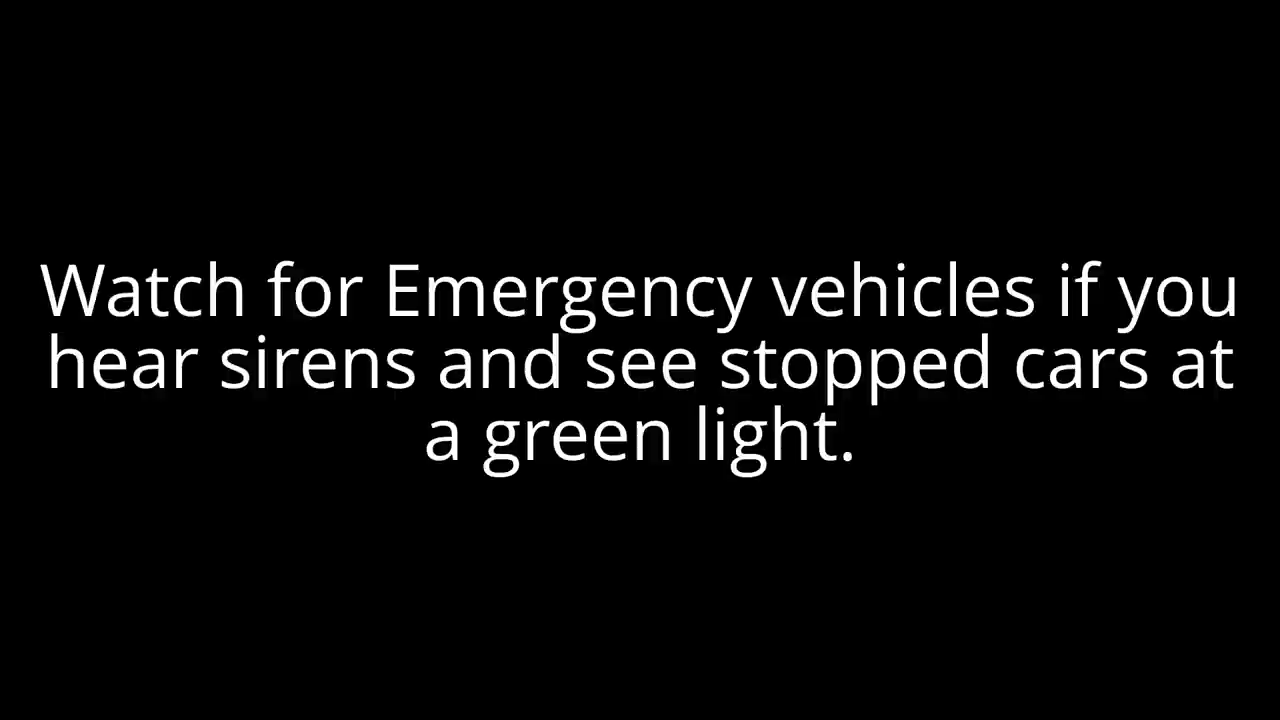 Watch for Emergency vehicles if you
hear sirens and see stopped cars at
a green light.